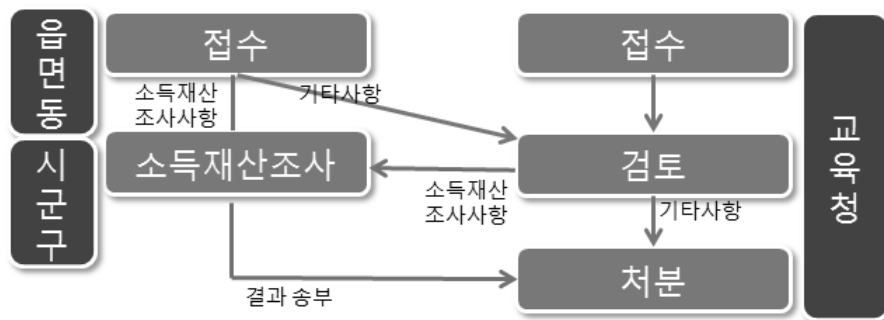 읍면동
접수
접수
소득재산
조사사항
기타사항
교육청
시군구
소득재산조사
검토
소득재산
조사사항
기타사항
처분
결과 송부